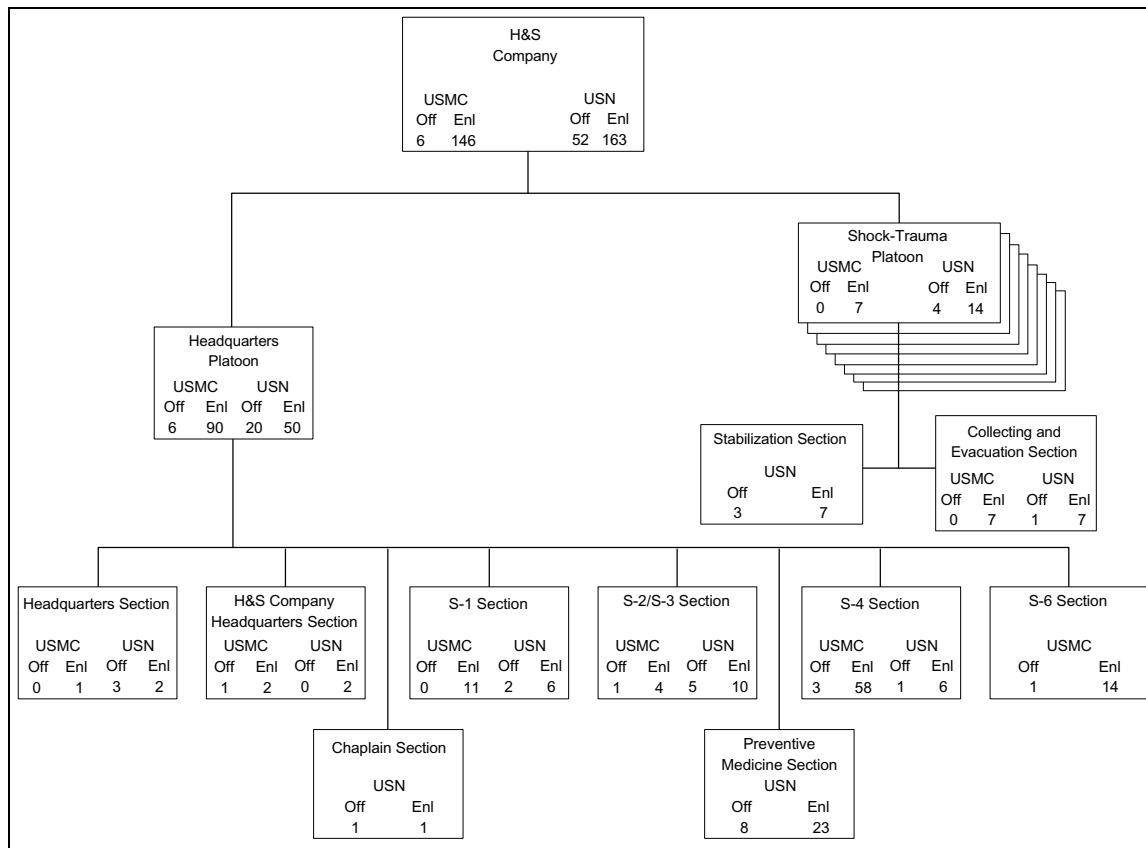 H&S
Company
USMC USN
Off Enl Off Enl
6 146 52 163
Shock-Trauma
Platoon
USMC USN
Off Enl Off Enl
0 7 4 14
Headquarters
Platoon
USMC USN
Off Enl Off Enl
6 90 20 50
Stabilization Section
USN
Off Enl
3 7
Collecting and
Evacuation Section
USMC USN
Off Enl Off Enl
0 7 1 7
Headquarters Section
USMC USN
Off Enl Off Enl
0 1 3 2
H&S Company
Headquarters Section
USMC USN
Off Enl Off Enl
1 2 0 2
S-1 Section
USMC USN
Off Enl Off Enl
0 11 2 6
S-2/S-3 Section
USMC USN
Off Enl Off Enl
1 4 5 10
S-4 Section
USMC USN
Off Enl Off Enl
3 58 1 6
S-6 Section
USMC
Off Enl
1 14
Chaplain Section
USN
Off Enl
1 1
Preventive
Medicine Section
USN
Off Enl
8 23